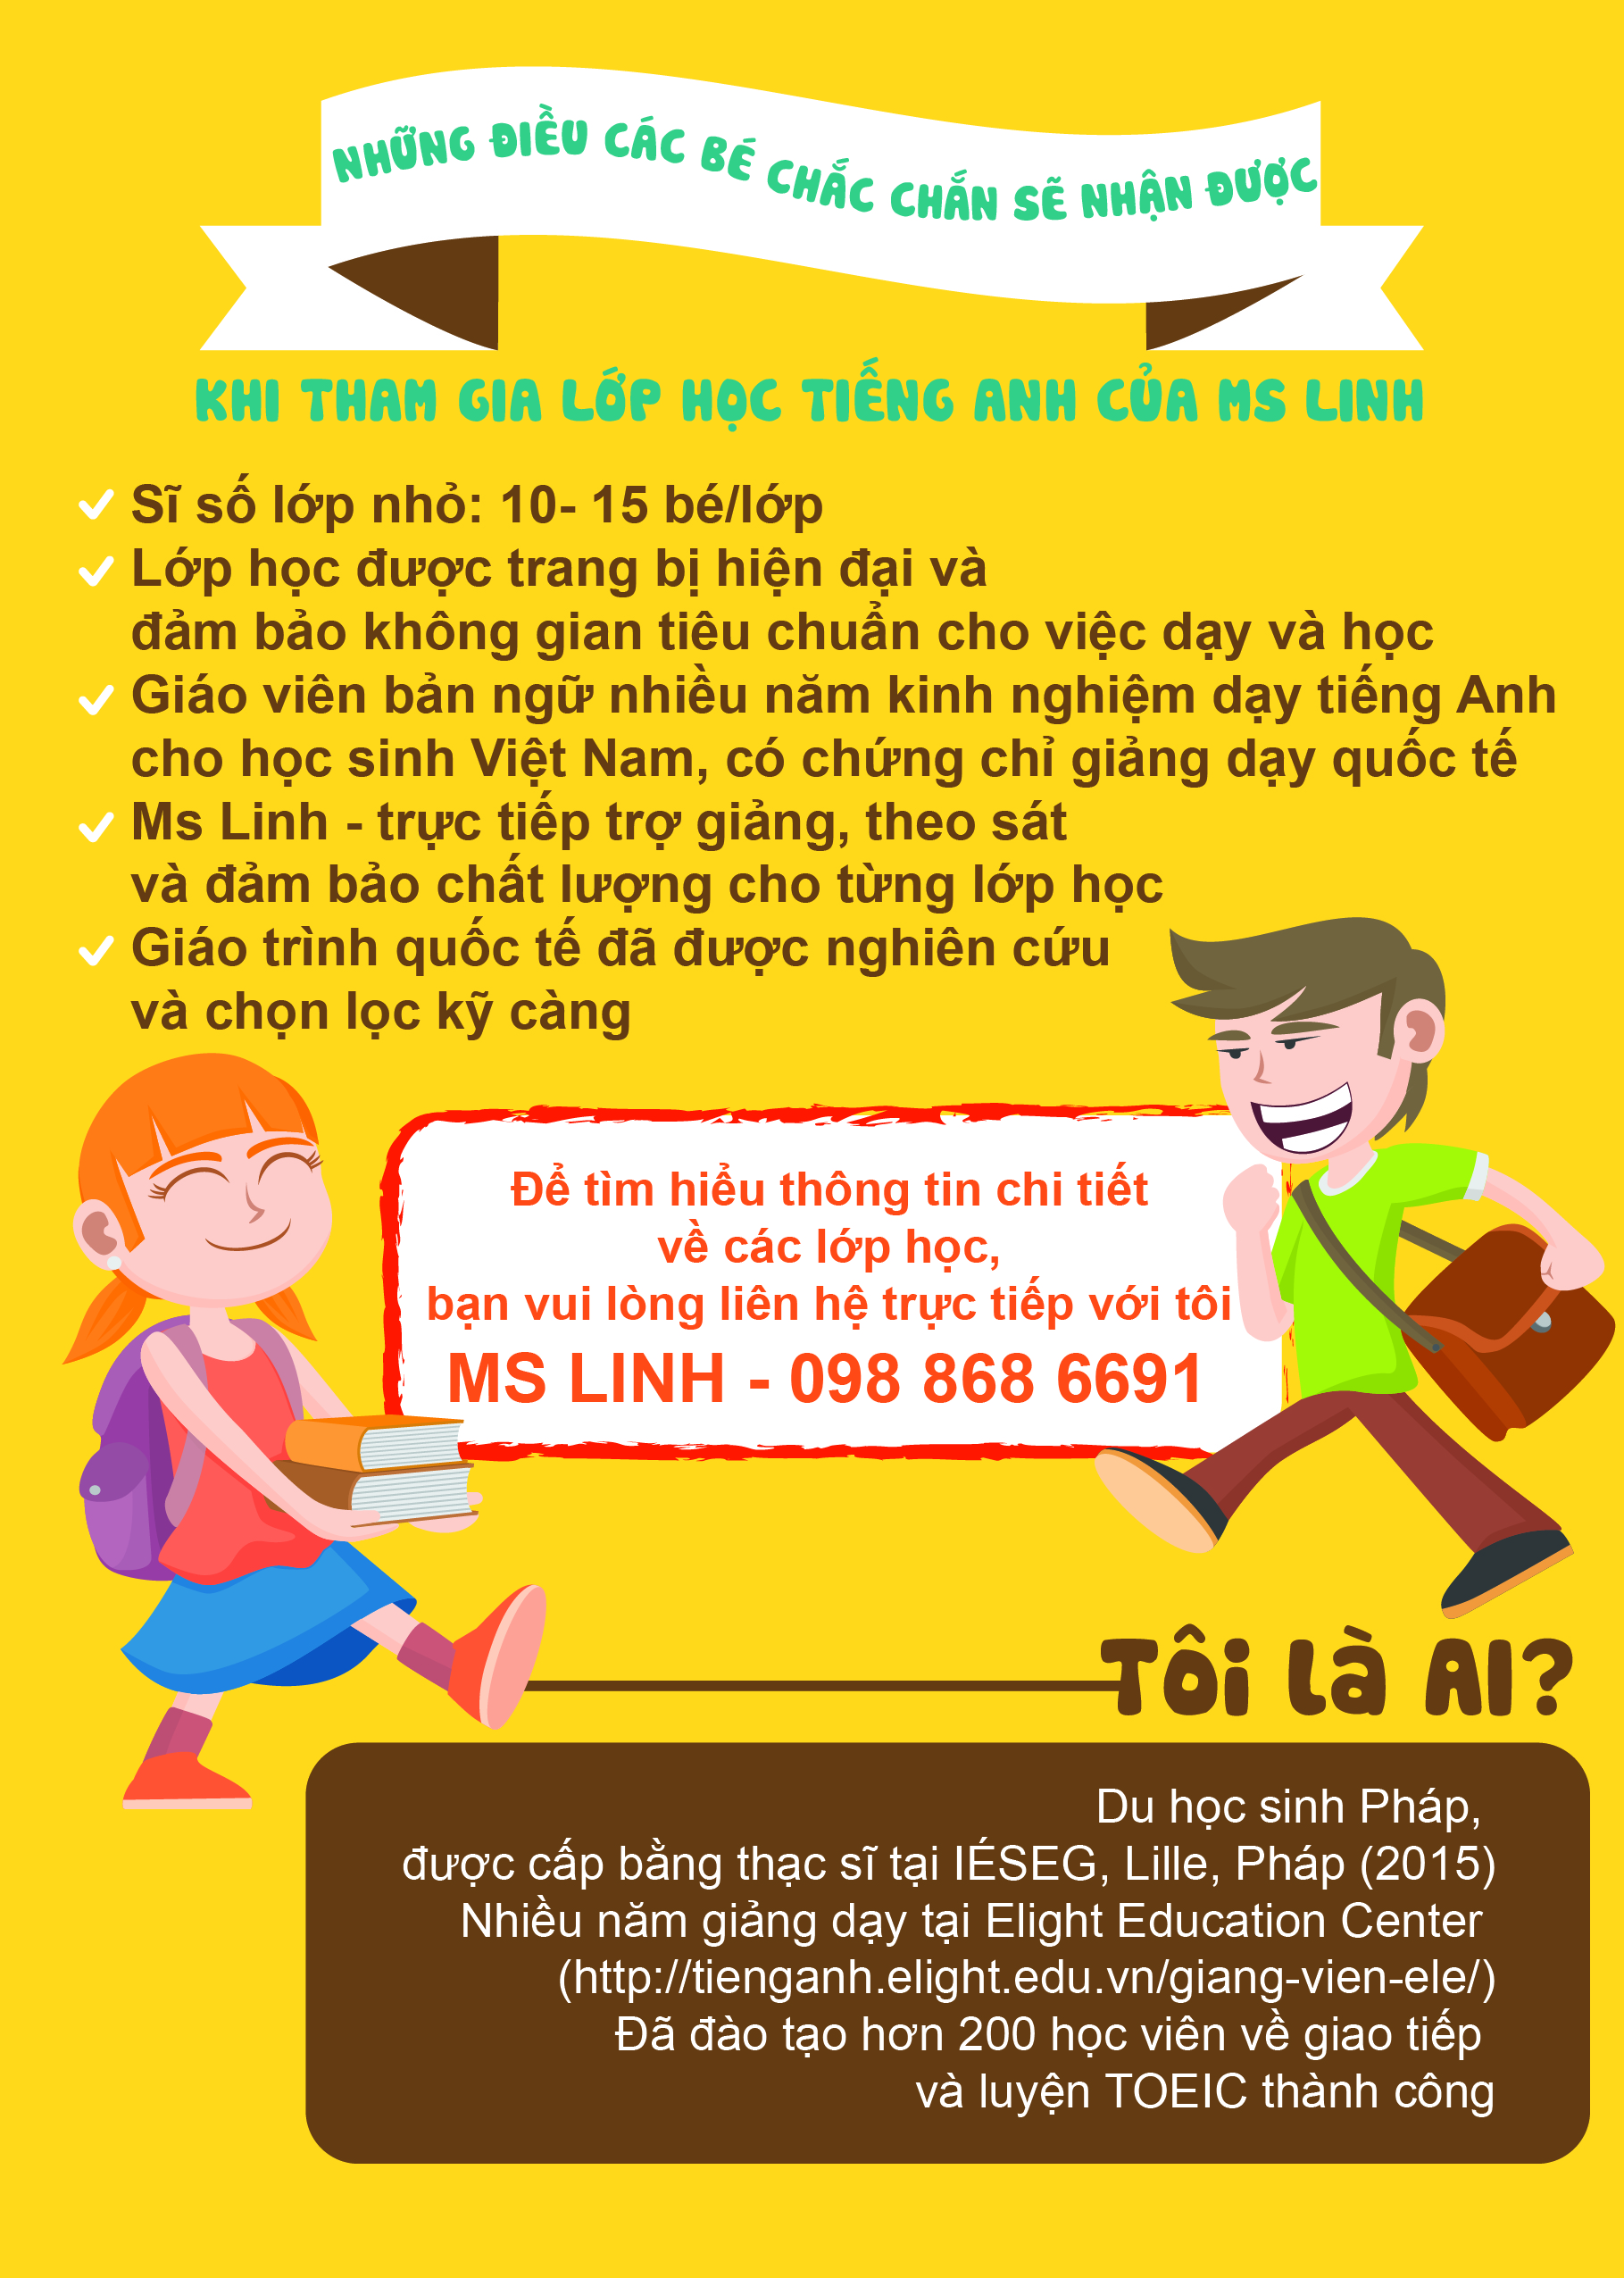 NHỮNG ĐIỀU CÁC BÉ CHẮC CHẮN SẼ NHẬN ĐƯỢC
KHI THAM GIA LỚP HỌC TIẾNG ANH CỦA MS LINH
Sĩ số lớp nhỏ: 10- 15 bé/lớp
Lớp học được trang bị hiện đại và
đảm bảo không gian tiêu chuẩn cho việc dạy và học
Giáo viên bản ngữ nhiều năm kinh nghiệm dạy tiếng Anh
cho học sinh Việt Nam, có chứng chỉ giảng dạy quốc tế
Ms Linh - trực tiếp trợ giảng, theo sát
và đảm bảo chất lượng cho từng lớp học
Giáo trình quốc tế đã được nghiên cứu
và chọn lọc kỹ càng
Để tìm hiểu thông tin chi tiết
về các lớp học,
bạn vui lòng liên hệ trực tiếp với tôi
MS LINH - 098 868 6691
Tôi là AI?
Du học sinh Pháp,
được cấp bằng thạc sĩ tại IÉSEG, Lille, Pháp (2015)
Nhiều năm giảng dạy tại Elight Education Center
(http://tienganh.elight.edu.vn/giang-vien-ele/)
Đã đào tạo hơn 200 học viên về giao tiếp
và luyện TOEIC thành công